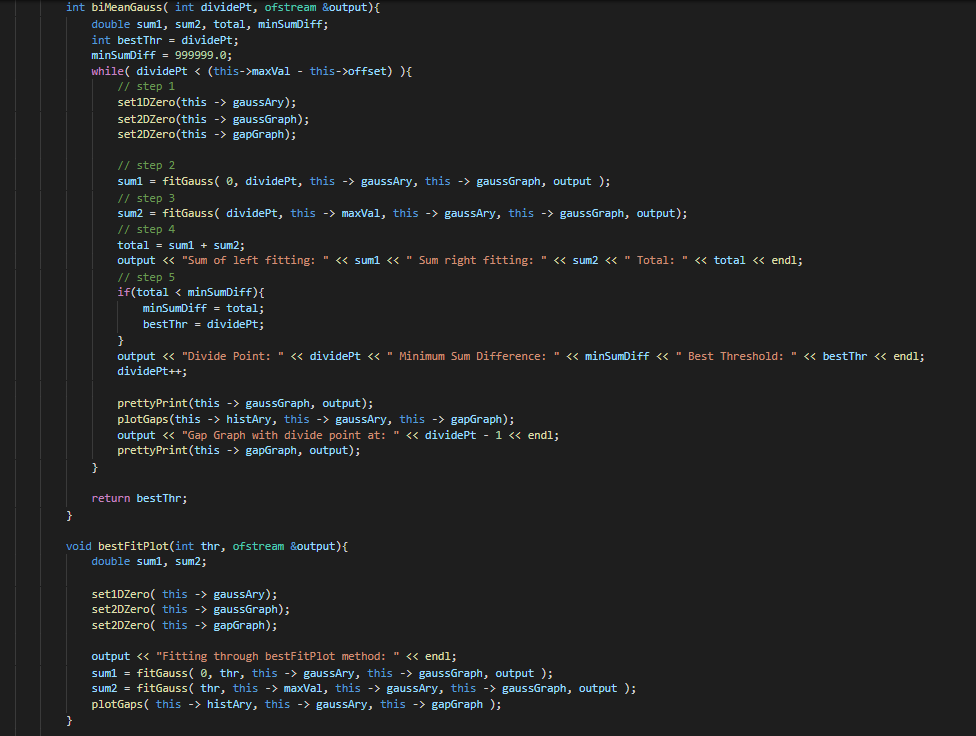 int biMeanGauss( int dividePt, ofstream &output){
double sum1, sum2, total, minSumDiff;
int bestThr = dividePt;
minSumDiff = 999999.0;
while( dividePt < (this->maxVal - this->offset) ){
// step 1
set1DZero(this -> gaussAry);
set2DZero(this -> gaussGraph);
set2DZero(this -> gapGraph);
// step 2
sum1 = fitGauss( 0, dividePt, this -> gaussAry, this -> gaussGraph, output );
// step 3
sum2 = fitGauss( dividePt, this -> maxVal, this -> gaussAry, this -> gaussGraph, output);
// step 4
total = sum1 + sum2;
output << "Sum of left fitting: " << sum1 << " Sum right fitting: " << sum2 << " Total: " << total << endl;
// step 5
if(total < minSumDiff){
minSumDiff = total;
bestThr = dividePt;
}
output << "Divide Point: " << dividePt << " Minimum Sum Difference: " << minSumDiff << " Best Threshold: " << bestThr << endl;
dividePt++;
prettyPrint(this -> gaussGraph, output);
plotGaps(this -> histAry, this -> gaussAry, this -> gapGraph);
output << "Gap Graph with divide point at: " << dividePt - 1 << endl;
prettyPrint(this -> gapGraph, output);
}
return bestThr;
}
void bestFitPlot(int thr, ofstream &output){
double sum1, sum2;
set1DZero( this -> gaussAry);
set2DZero( this -> gaussGraph);
set2DZero( this -> gapGraph);
output << "Fitting through bestFitPlot method: " << endl;
sum1 = fitGauss( 0, thr, this -> gaussAry, this -> gaussGraph, output );
sum2 = fitGauss( thr, this -> maxVal, this -> gaussAry, this -> gaussGraph, output );
plotGaps( this -> histAry, this -> gaussAry, this -> gapGraph );
}